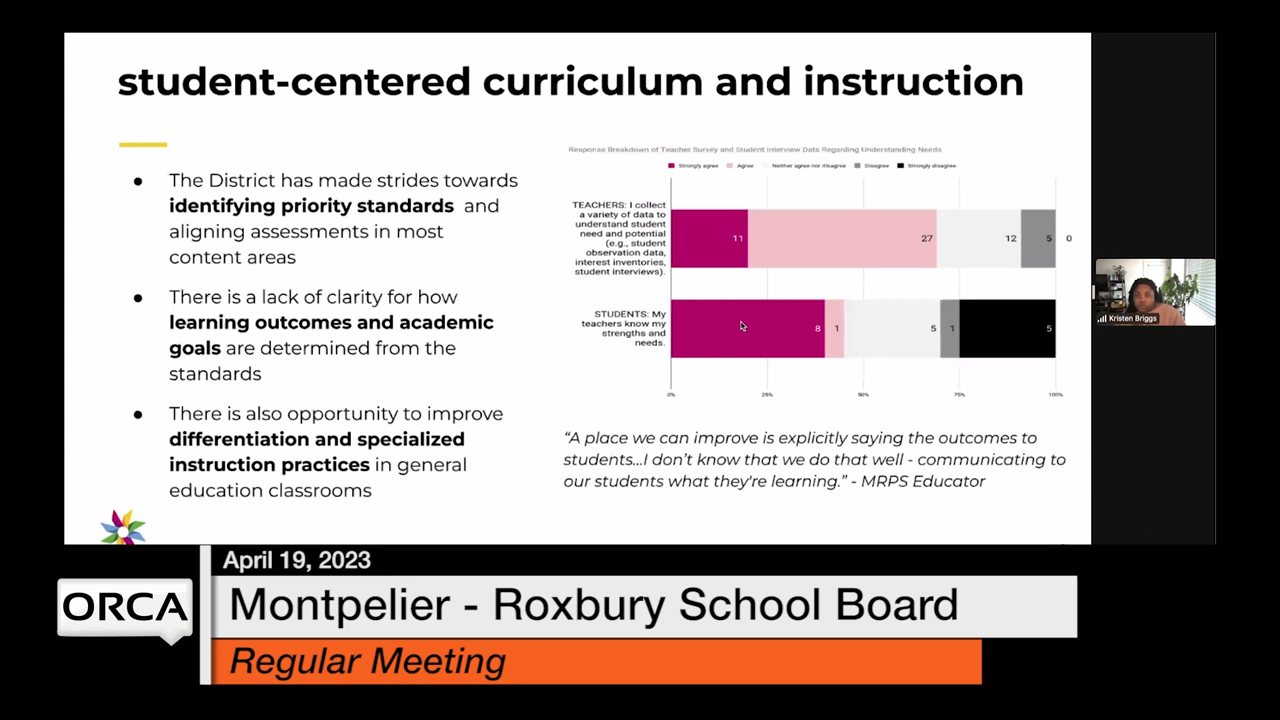 student-centered curriculum and instruction
● The District has made strides towards
identifying priority standards and
aligning assessments in most
content areas
● There is a lack of clarity for how
learning outcomes and academic
goals are determined from the
standards
● There is also opportunity to improve
differentiation and specialized
instruction practices in general
education classrooms
Response Breakdown of Teacher Survey and Student Interview Data Regarding Understanding Needs
Strongly agree Agree Neither agree nor disagree Disagree Strongly disagree
TEACHERS: I collect
a variety of data to
understand student
need and potential
(e.g., student
observation data,
interest inventories,
student interviews).
11 27 12 5 0
STUDENTS: My
teachers know my
strengths and
needs.
8 1 5 1 5
0% 25% 50% 75% 100%
“A place we can improve is explicitly saying the outcomes to
students...I don’t know that we do that well - communicating to
our students what they're learning.” - MRPS Educator
Kristen Briggs
April 19, 2023
ORCA
Montpelier - Roxbury School Board
Regular Meeting